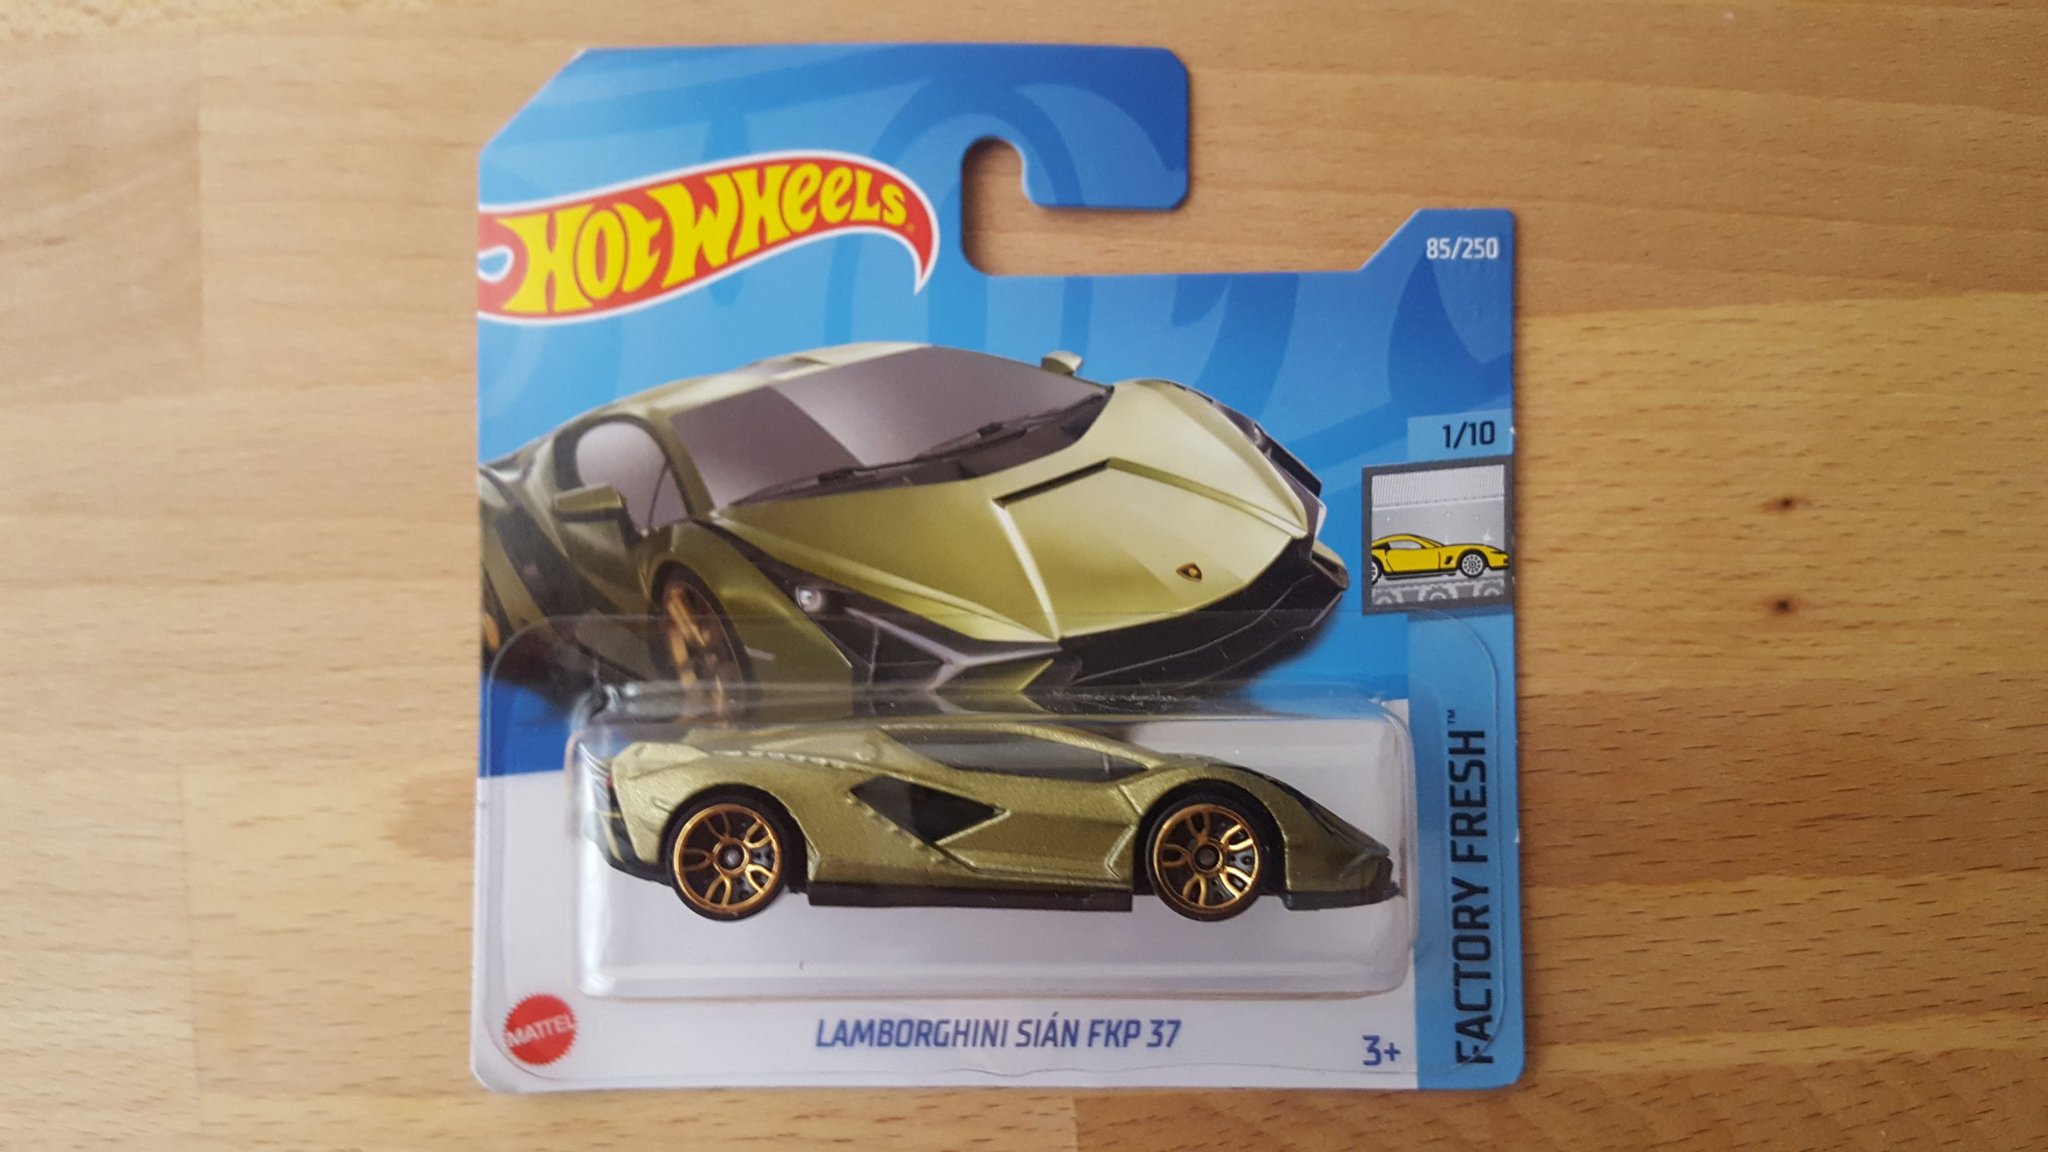 HOT WHEELS
85/250
1/10
FACTORY FRESH™
MATTEL
LAMBORGHINI SIÁN FKP 37
3+